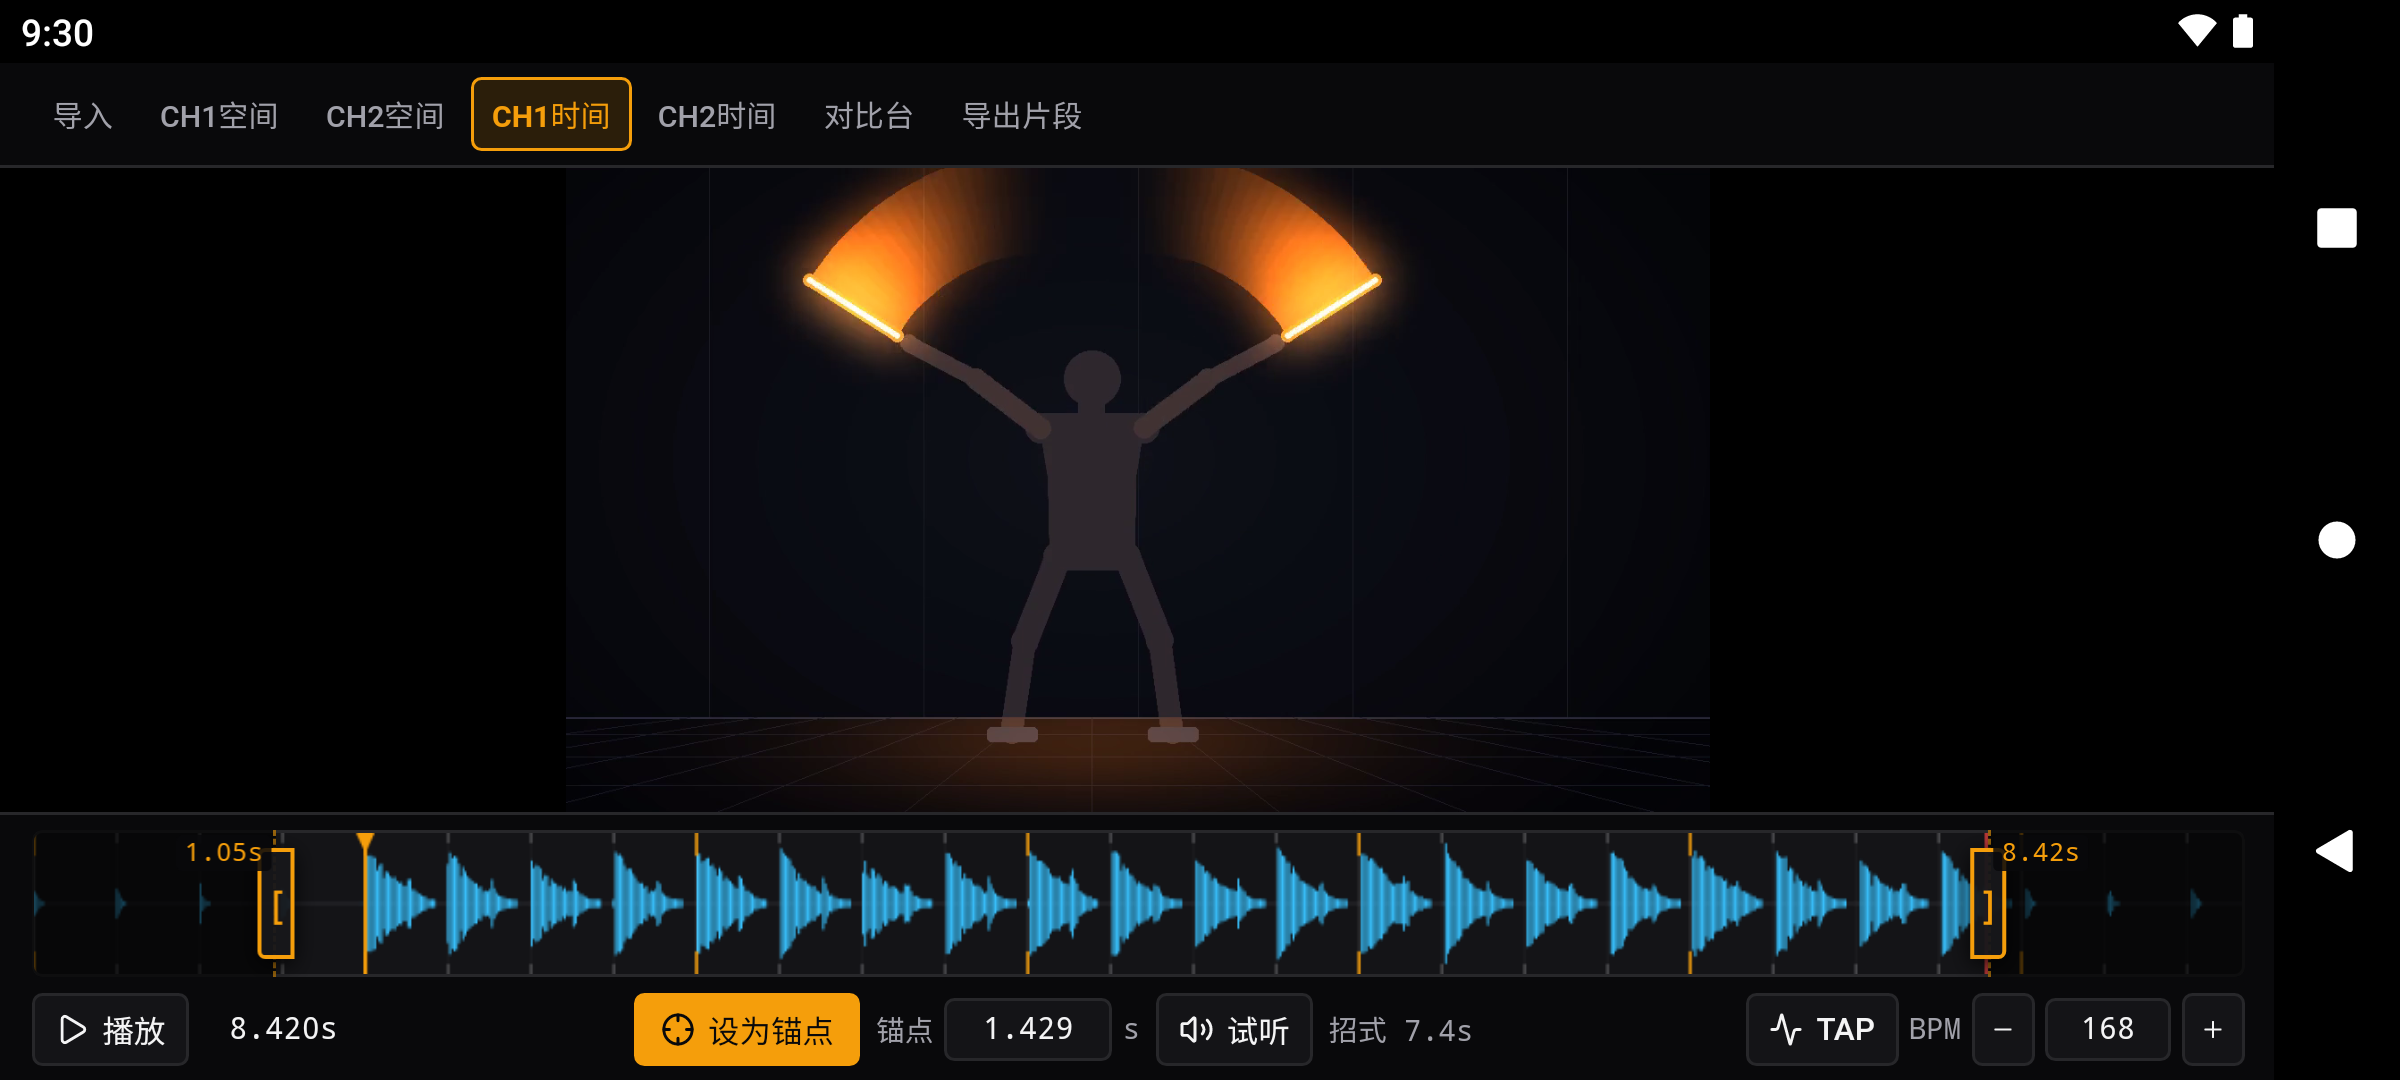 9:30
导入 CH1空间 CH2空间 CH1时间 CH2时间 对比台 导出片段
1.05s 8.42s
[ ]
播放 8.420s 设为锚点 锚点 1.429 s 试听 招式 7.4s TAP BPM − 168 +